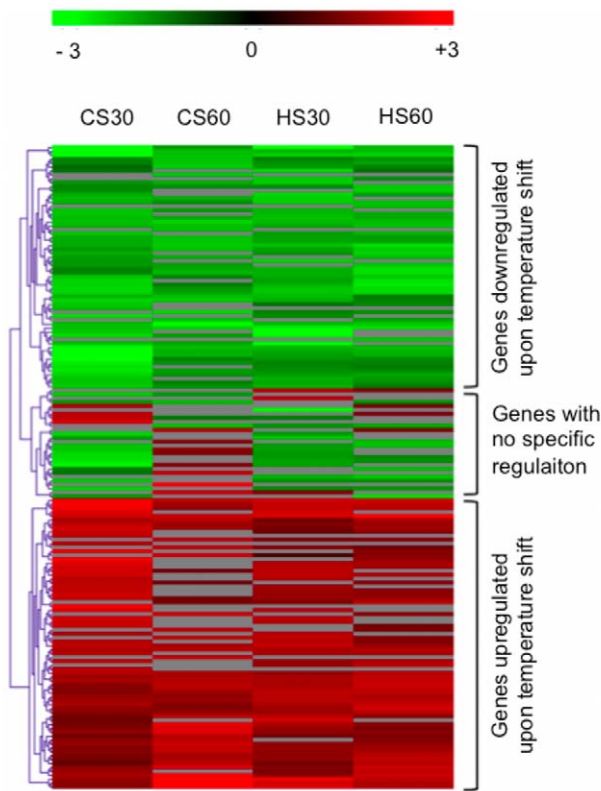 - 3 0 +3
CS30 CS60 HS30 HS60
Genes downregulated
upon temperature shift
Genes with
no specific
regulaiton
Genes upregulated
upon temperature shift